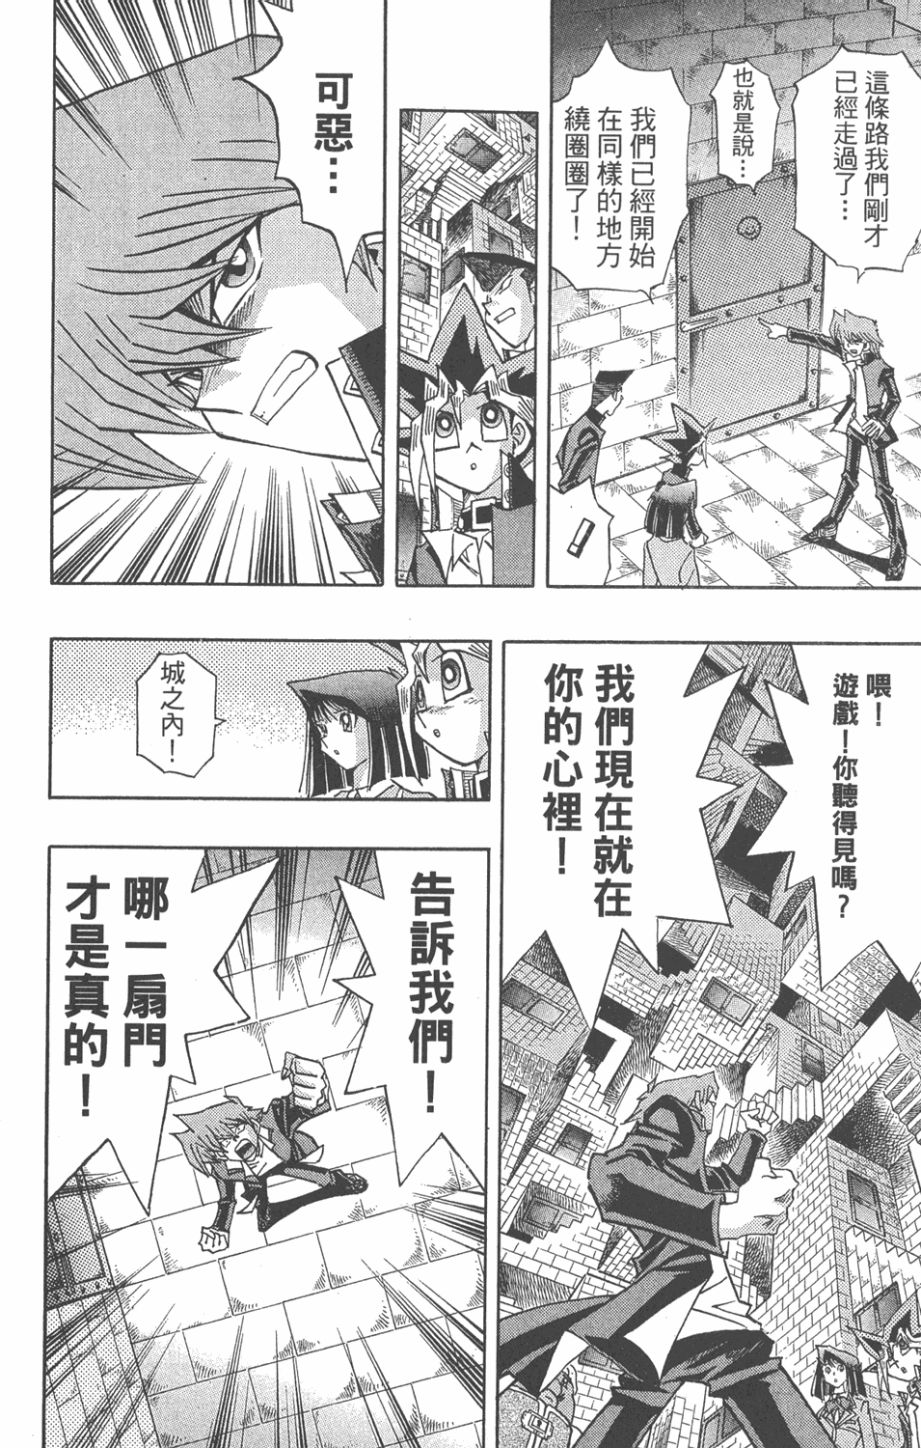 這條路我們剛才
已經走過了…
也就是說…
我們已經開始
在同樣的地方
繞圈圈了！
！
可惡…
喂！
遊戲！你聽得見嗎？
我們現在就在
你的心裡！
城之內！
告訴我們！
哪一扇門
才是真的！